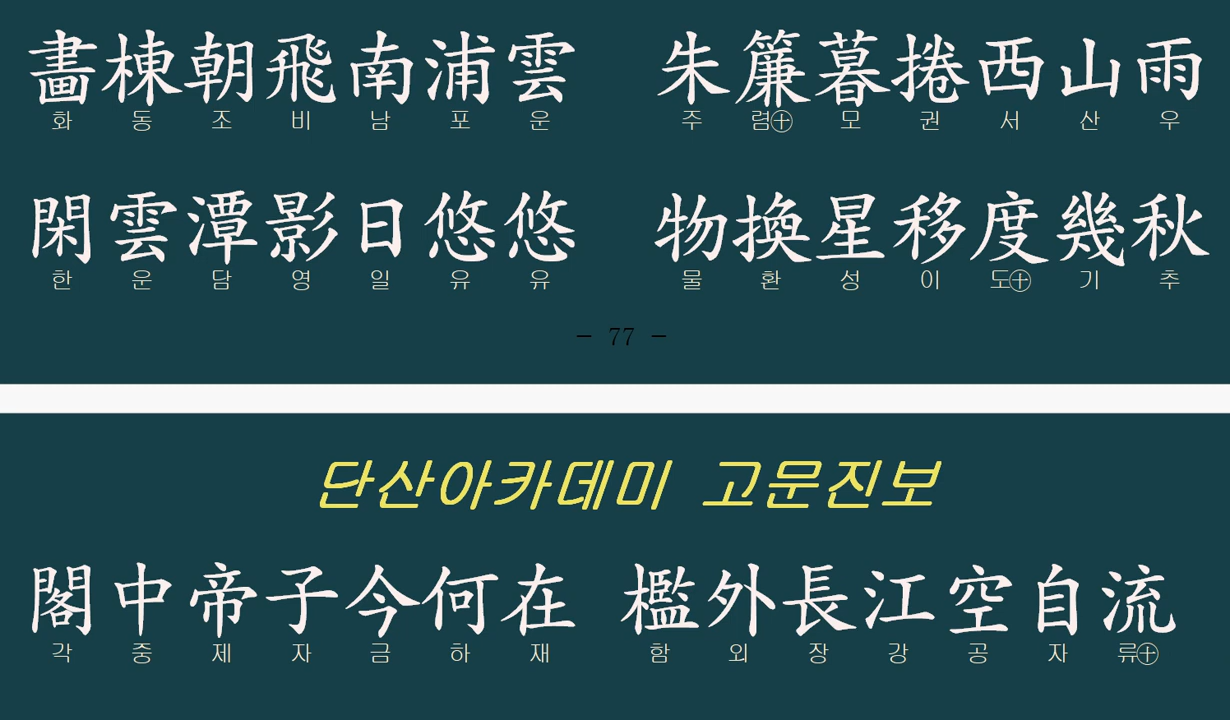 畵棟朝飛南浦雲 朱簾暮捲西山雨
화 동 조 비 남 포 운 주 렴㊉ 모 권 서 산 우
閑雲潭影日悠悠 物換星移度幾秋
한 운 담 영 일 유 유 물 환 성 이 도㊉ 기 추
- 77 -
단산아카데미 고문진보
閣中帝子今何在 檻外長江空自流
각 중 제 자 금 하 재 함 외 장 강 공 자 류㊉